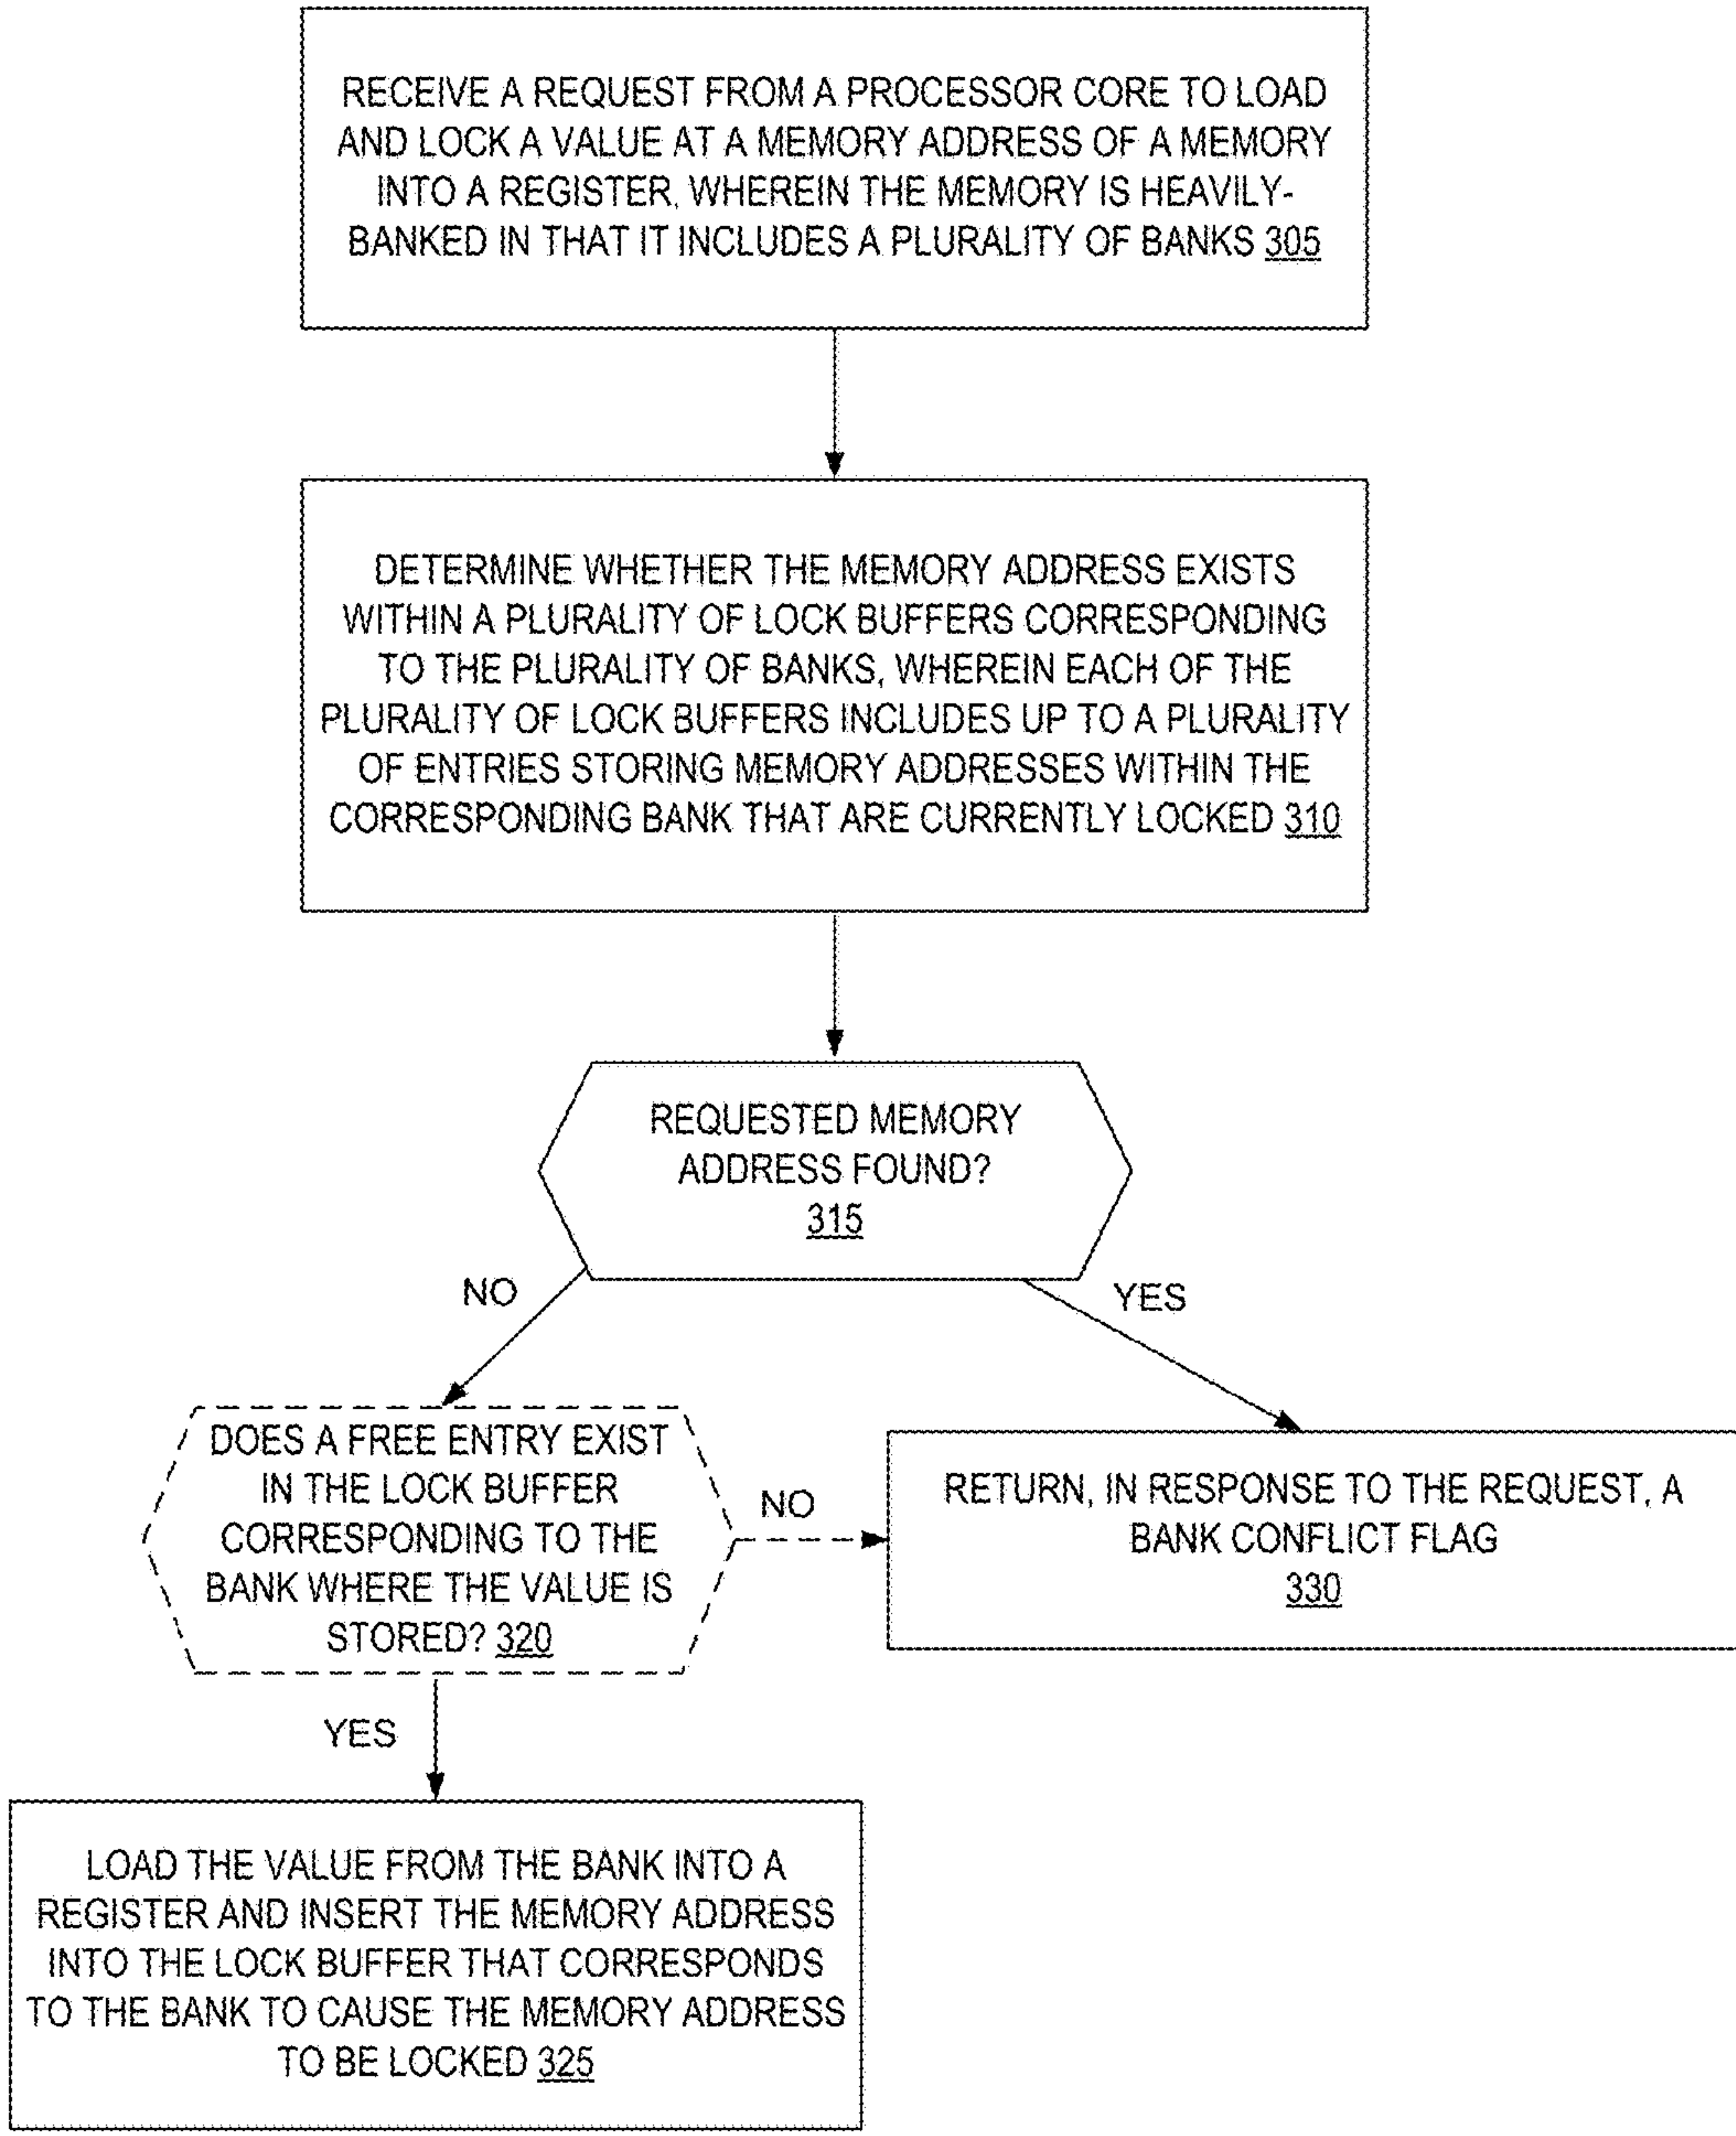 RECEIVE A REQUEST FROM A PROCESSOR CORE TO LOAD
AND LOCK A VALUE AT A MEMORY ADDRESS OF A MEMORY
INTO A REGISTER, WHEREIN THE MEMORY IS HEAVILY-
BANKED IN THAT IT INCLUDES A PLURALITY OF BANKS 305
DETERMINE WHETHER THE MEMORY ADDRESS EXISTS
WITHIN A PLURALITY OF LOCK BUFFERS CORRESPONDING
TO THE PLURALITY OF BANKS, WHEREIN EACH OF THE
PLURALITY OF LOCK BUFFERS INCLUDES UP TO A PLURALITY
OF ENTRIES STORING MEMORY ADDRESSES WITHIN THE
CORRESPONDING BANK THAT ARE CURRENTLY LOCKED 310
REQUESTED MEMORY
ADDRESS FOUND?
315
NO
YES
DOES A FREE ENTRY EXIST
IN THE LOCK BUFFER
CORRESPONDING TO THE
BANK WHERE THE VALUE IS
STORED? 320
NO
RETURN, IN RESPONSE TO THE REQUEST, A
BANK CONFLICT FLAG
330
YES
LOAD THE VALUE FROM THE BANK INTO A
REGISTER AND INSERT THE MEMORY ADDRESS
INTO THE LOCK BUFFER THAT CORRESPONDS
TO THE BANK TO CAUSE THE MEMORY ADDRESS
TO BE LOCKED 325